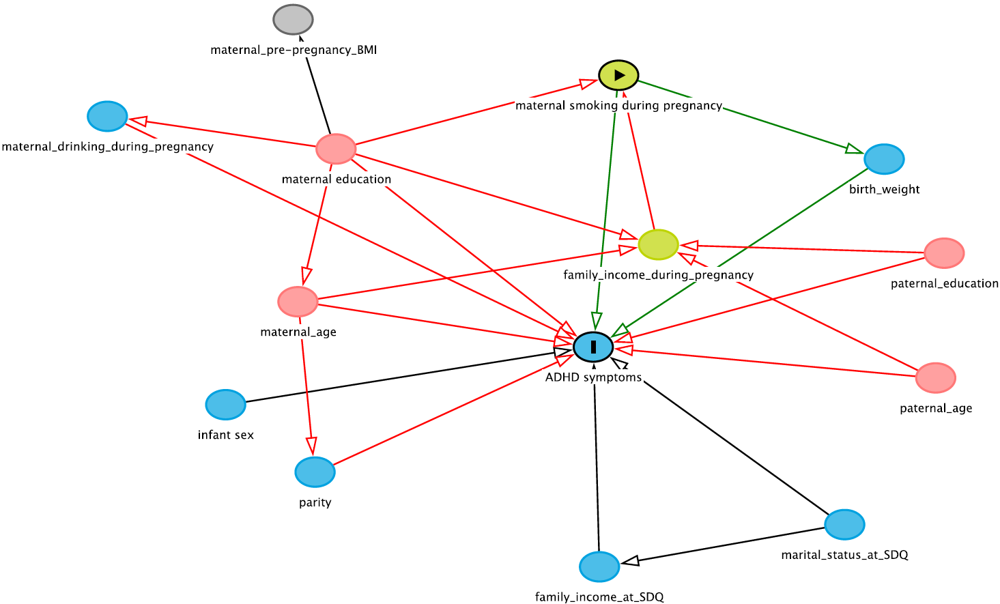 maternal_pre-pregnancy_BMI
maternal smoking during pregnancy
maternal_drinking_during_pregnancy
maternal education
birth_weight
family_income_during_pregnancy
paternal_education
maternal_age
ADHD symptoms
paternal_age
infant sex
parity
marital_status_at_SDQ
family_income_at_SDQ